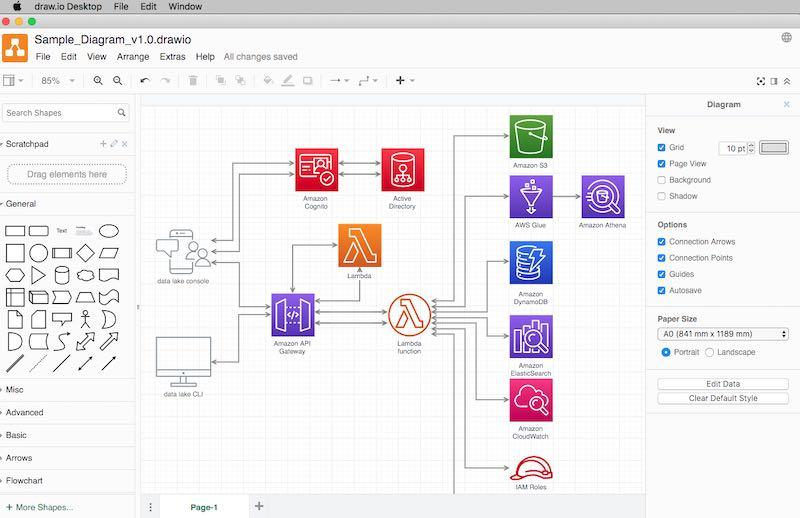 draw.io Desktop File Edit Window
Sample_Diagram_v1.0.drawio
File Edit View Arrange Extras Help All changes saved
85%
Search Shapes
Scratchpad
Drag elements here
General
Text
Misc
Advanced
Basic
Arrows
Flowchart
+ More Shapes...
Amazon
Cognito
Active
Directory
data lake console
Lambda
Amazon API
Gateway
Lambda
function
data lake CLI
Amazon S3
AWS Glue
Amazon Athena
Amazon
DynamoDB
Amazon
ElasticSearch
Amazon
CloudWatch
IAM Roles
Page-1
Diagram
View
Grid 10 pt
Page View
Background
Shadow
Options
Connection Arrows
Connection Points
Guides
Autosave
Paper Size
A0 (841 mm x 1189 mm)
Portrait Landscape
Edit Data
Clear Default Style